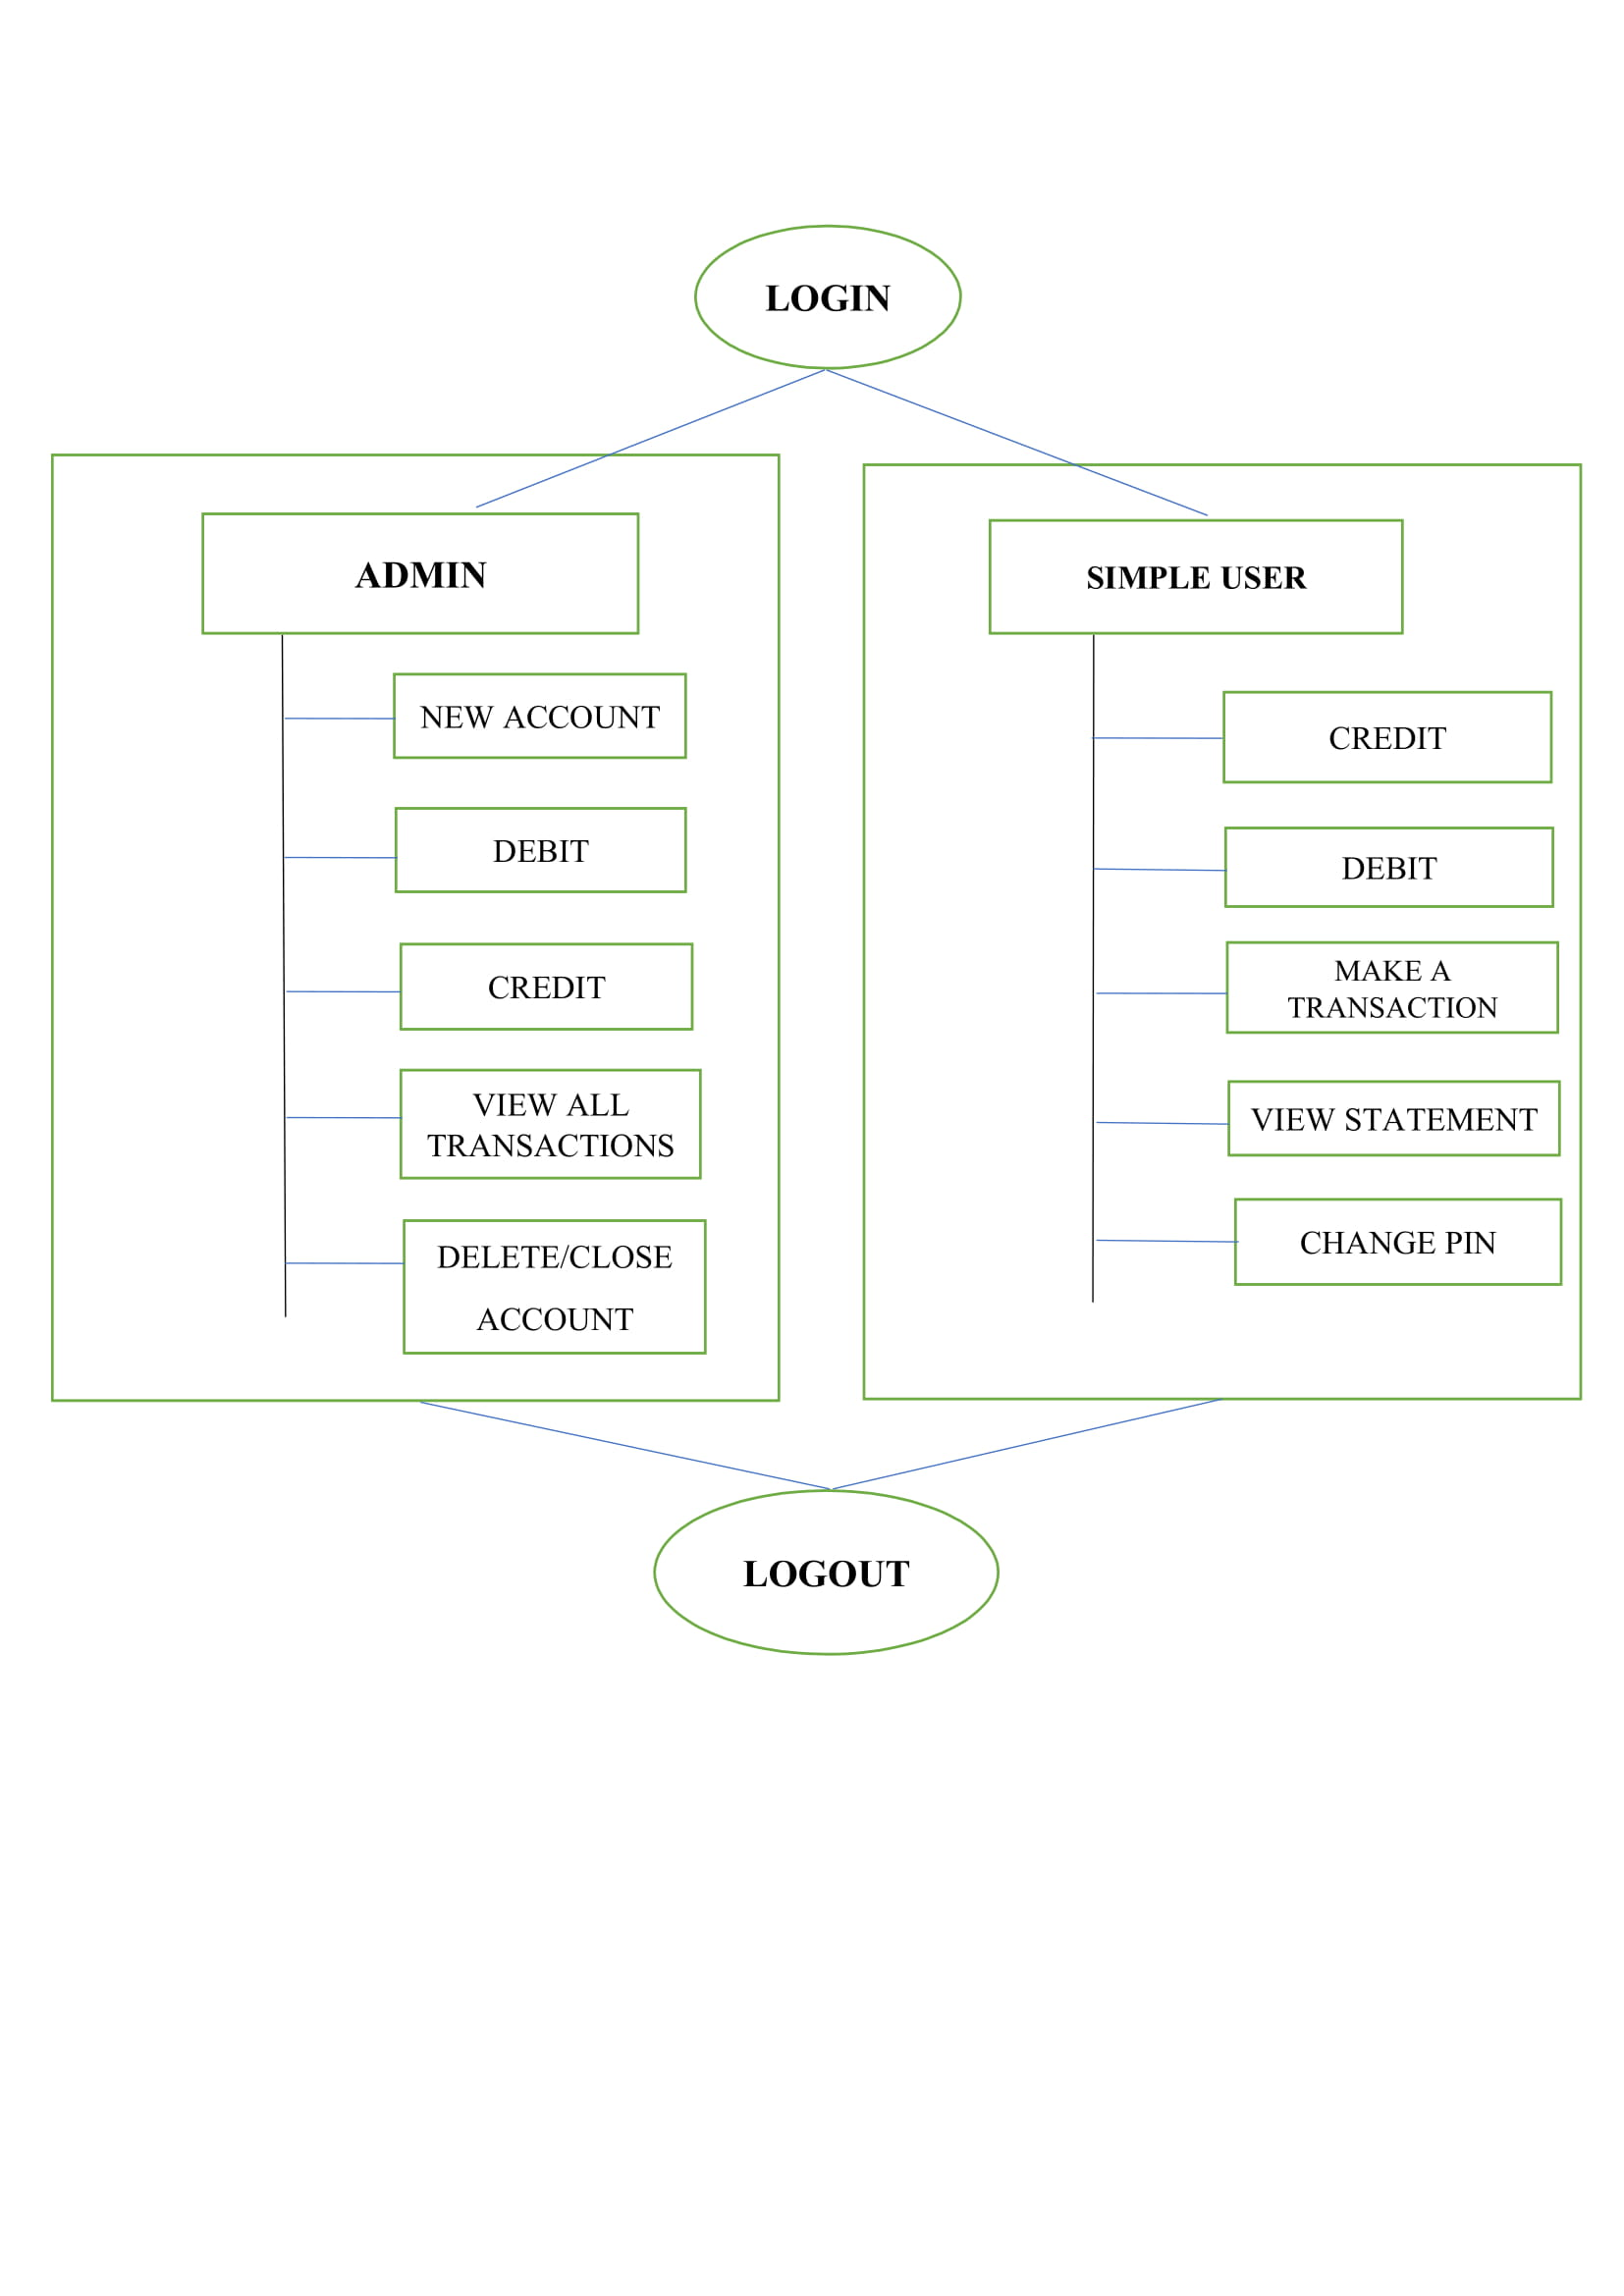 LOGIN
ADMIN
NEW ACCOUNT
DEBIT
CREDIT
VIEW ALL
TRANSACTIONS
DELETE/CLOSE
ACCOUNT
SIMPLE USER
CREDIT
DEBIT
MAKE A
TRANSACTION
VIEW STATEMENT
CHANGE PIN
LOGOUT